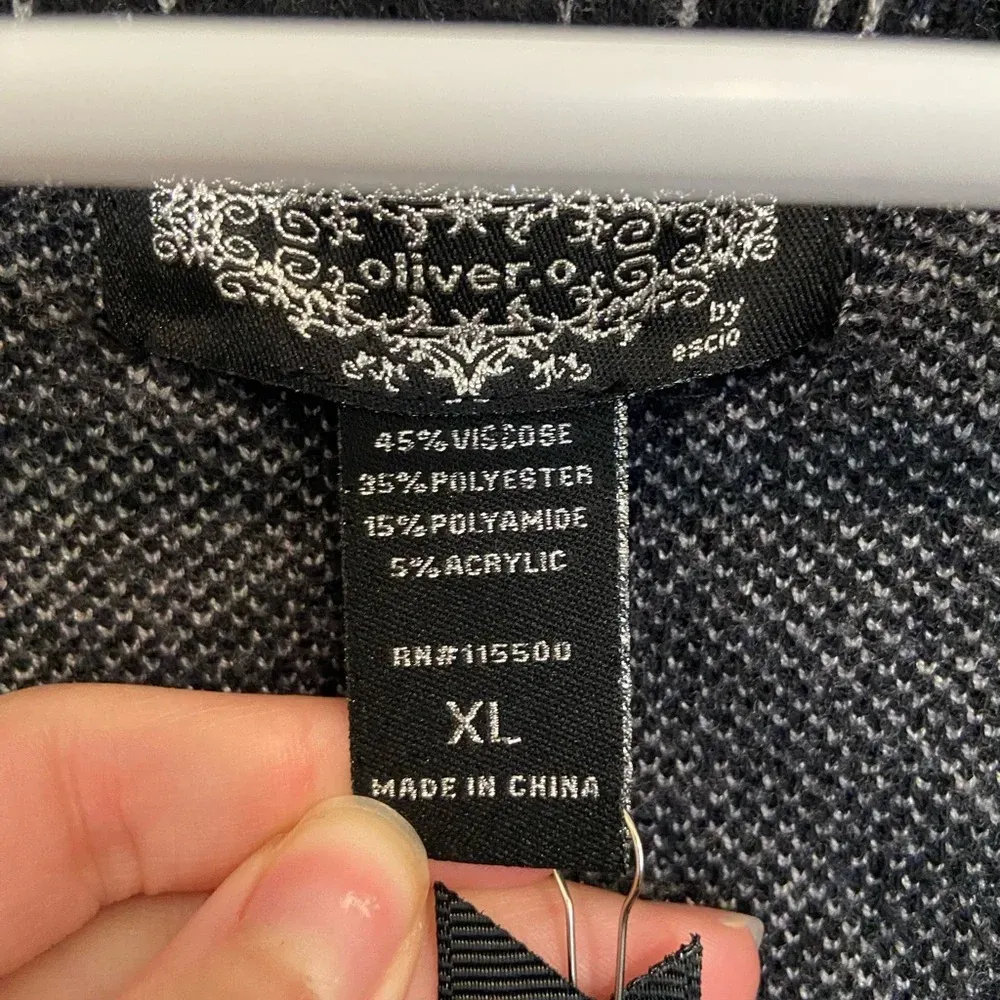 oliver.o
by
escio
45% VISCOSE
35% POLYESTER
15% POLYAMIDE
5% ACRYLIC
RN#115500
XL
MADE IN CHINA